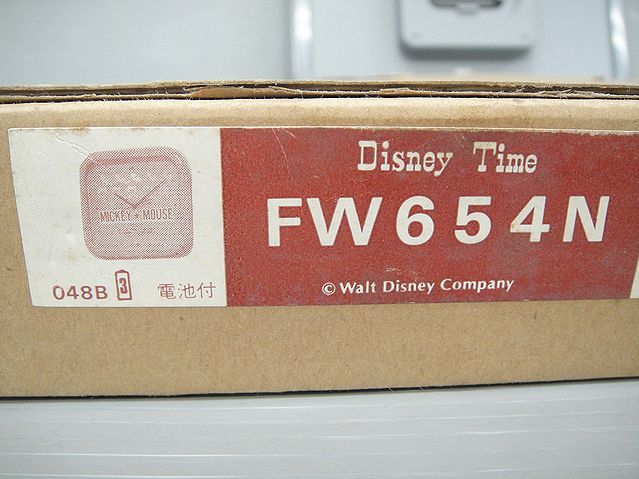 MICKEY★MOUSE
048B 3 電池付
Disney Time
FW654N
© Walt Disney Company